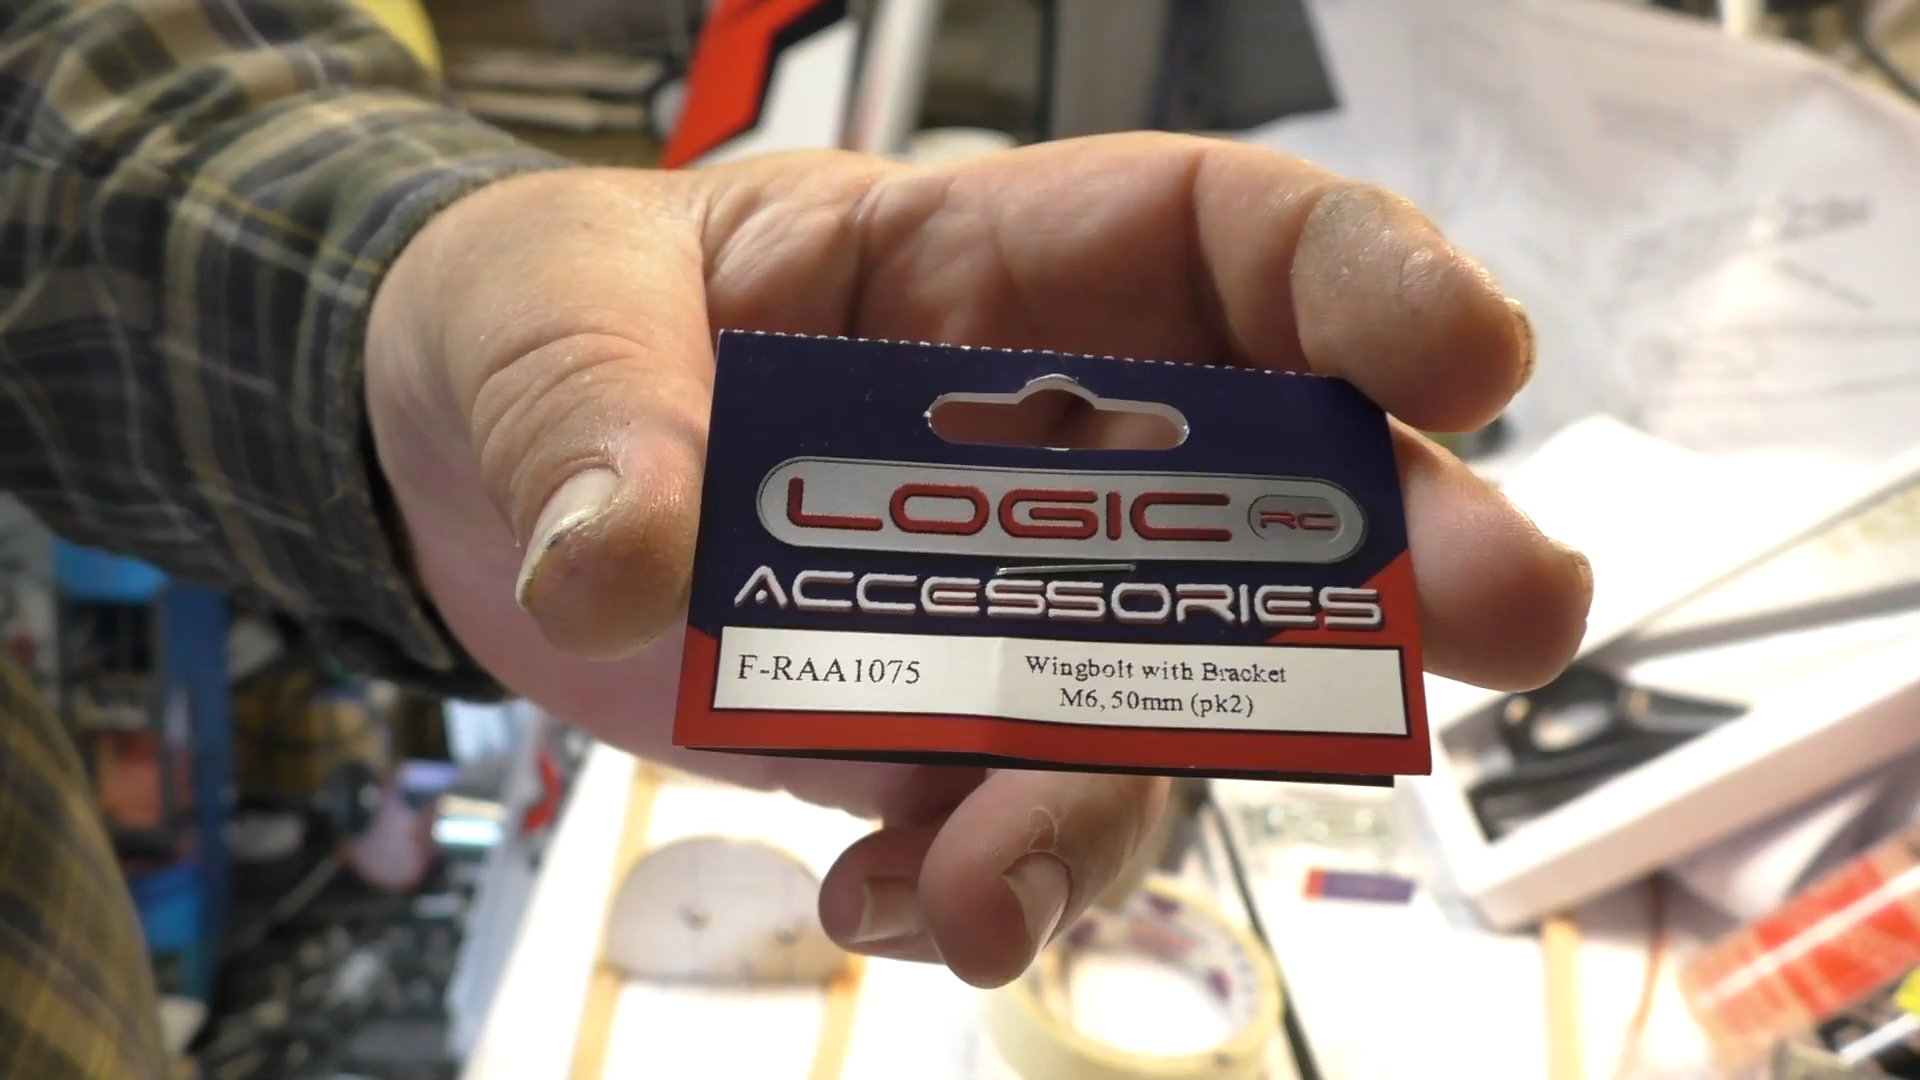 LOGIC RC
ACCESSORIES
F-RAA1075
Wingbolt with Bracket
M6, 50mm (pk2)